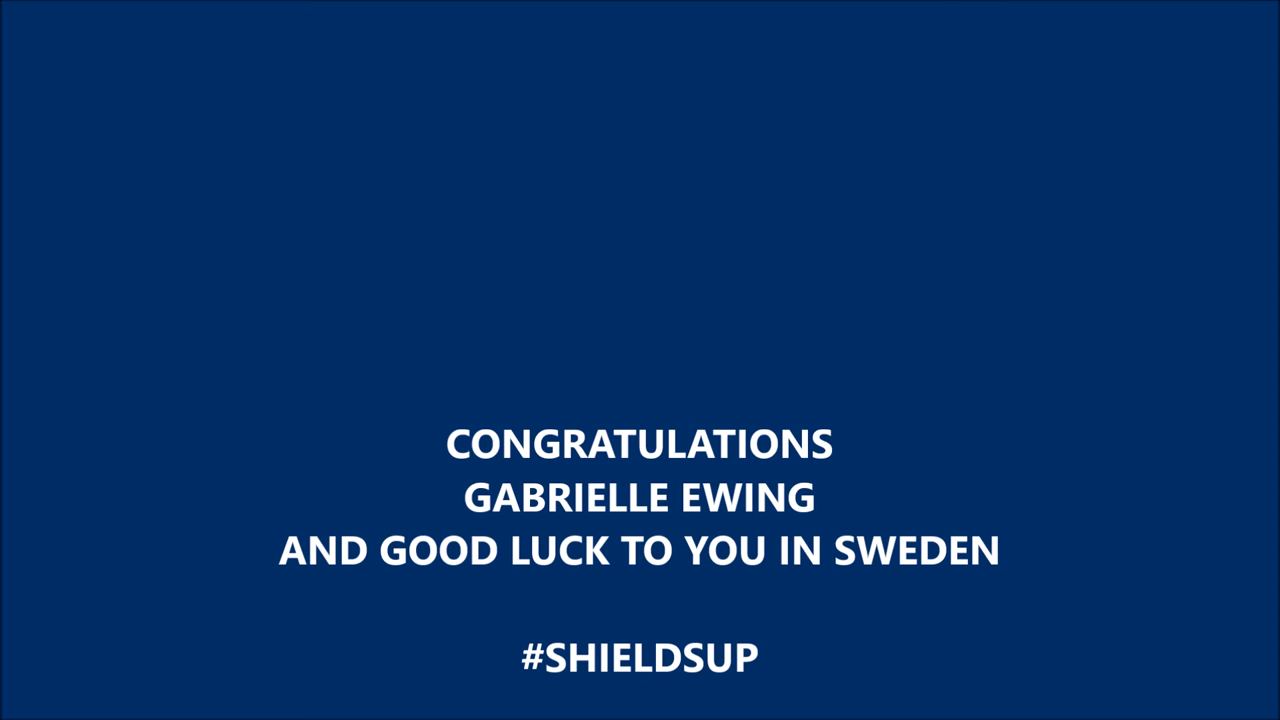 CONGRATULATIONS
GABRIELLE EWING
AND GOOD LUCK TO YOU IN SWEDEN
#SHIELDSUP